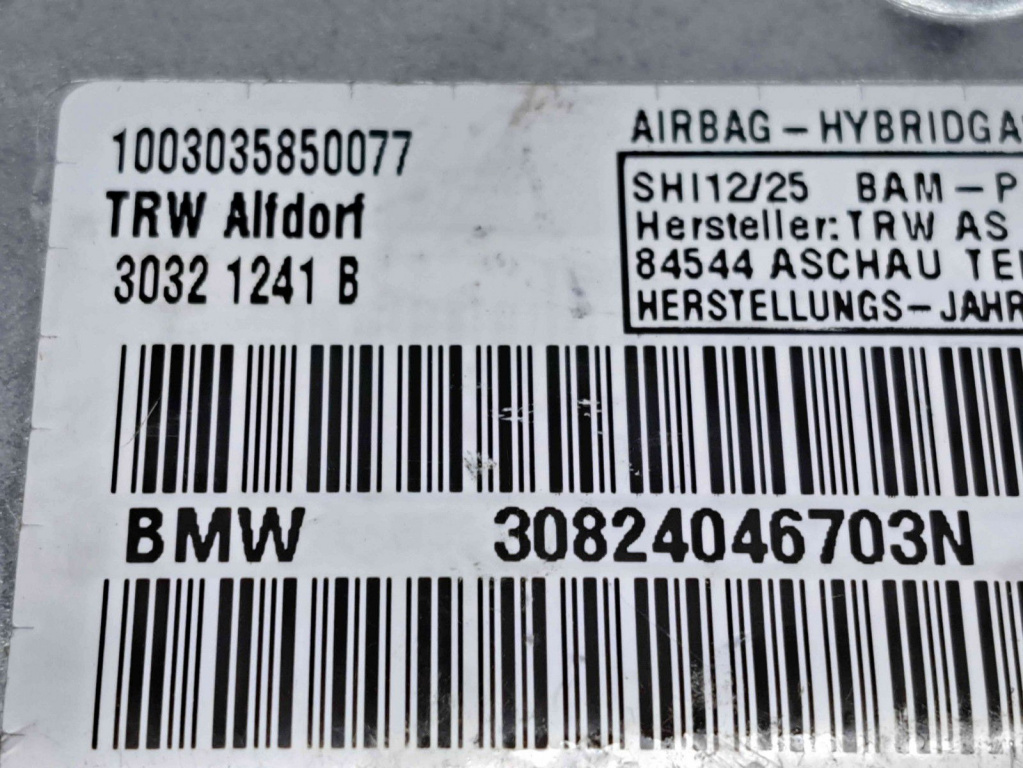 1003035850077
TRW Alfdorf
3032 1241 B
AIRBAG - HYBRIDGA
SHI12/25 BAM - P
Hersteller: TRW AS
84544 ASCHAU TE
HERSTELLUNGS - JAHR
BMW 30824046703N